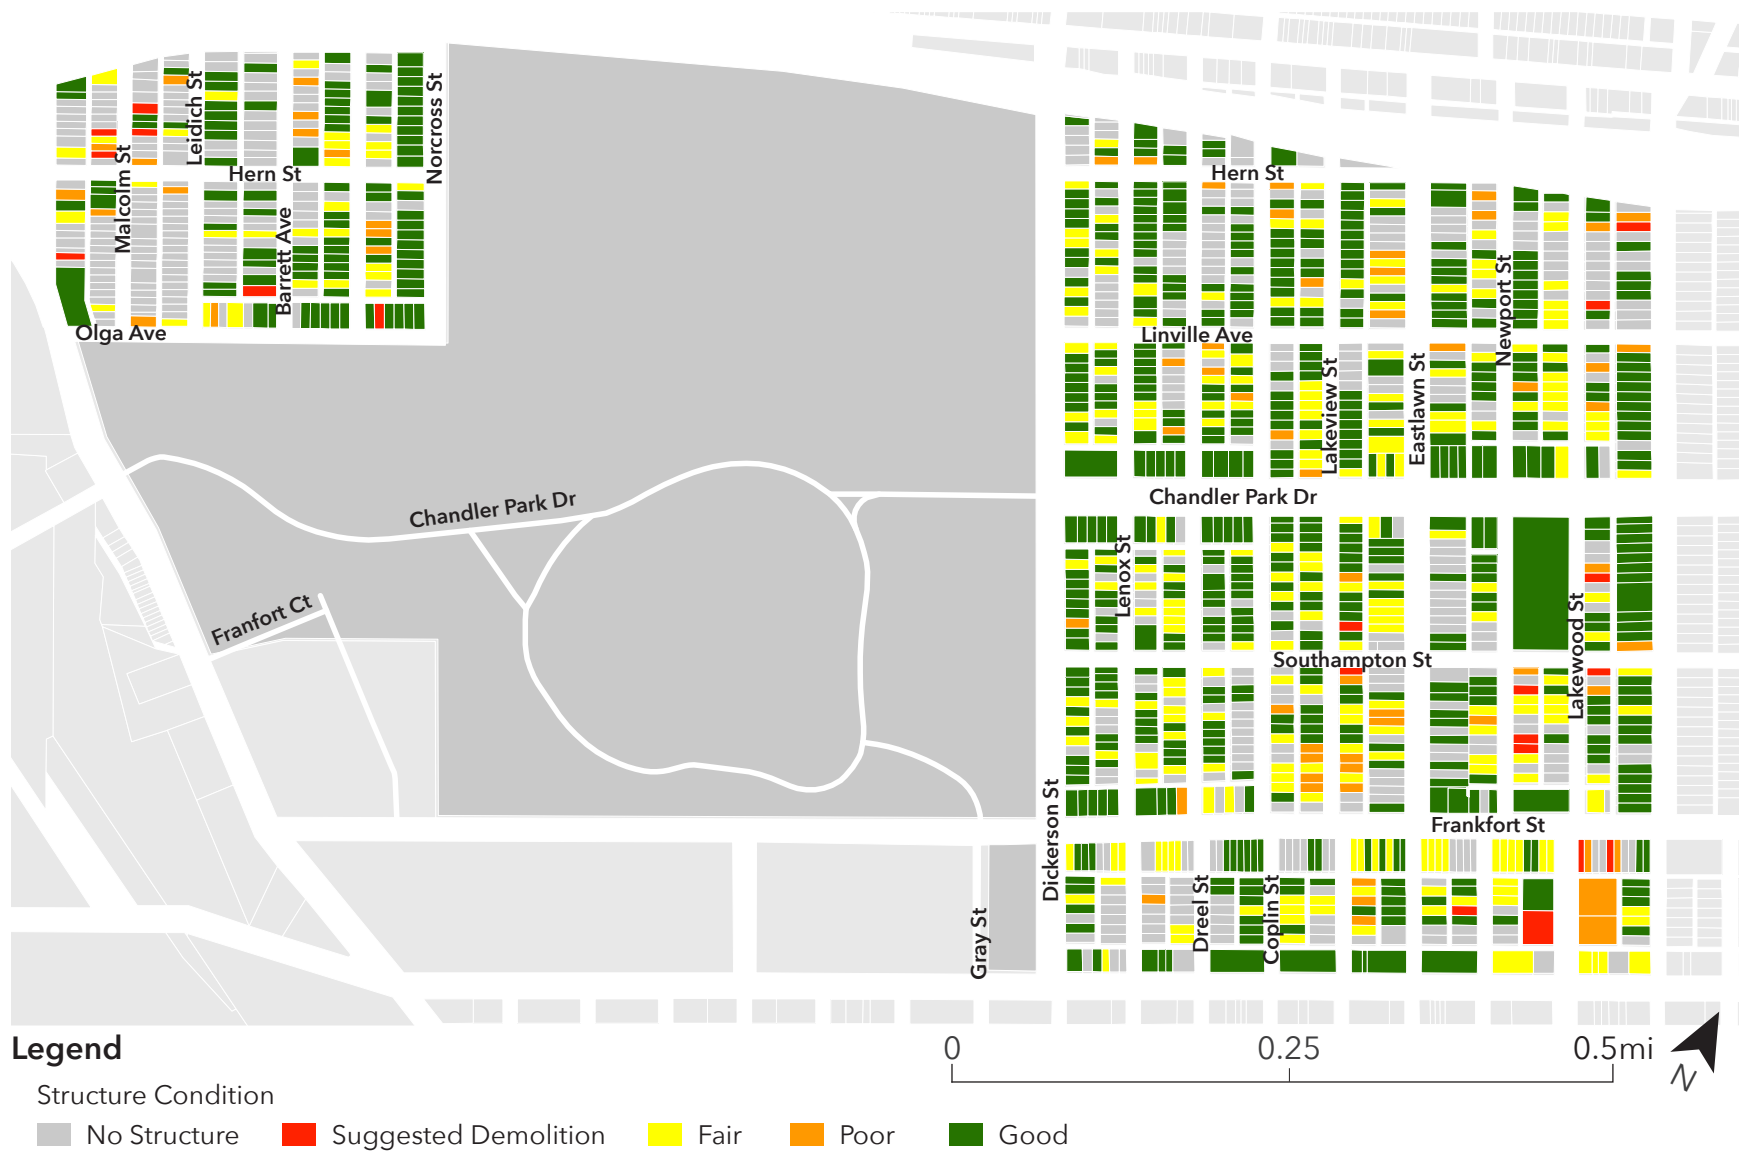 Leidich St
Norcross St
Malcolm St
Hern St
Barrett Ave
Olga Ave
Hern St
Linville Ave
Newport St
Lakeview St
Eastlawn St
Chandler Park Dr
Chandler Park Dr
Lenox St
Franfort Ct
Southampton St
Lakewood St
Dickerson St
Frankfort St
Gray St
Dreel St
Coplin St
Legend
0
0.25
0.5mi
N
Structure Condition
No Structure
Suggested Demolition
Fair
Poor
Good